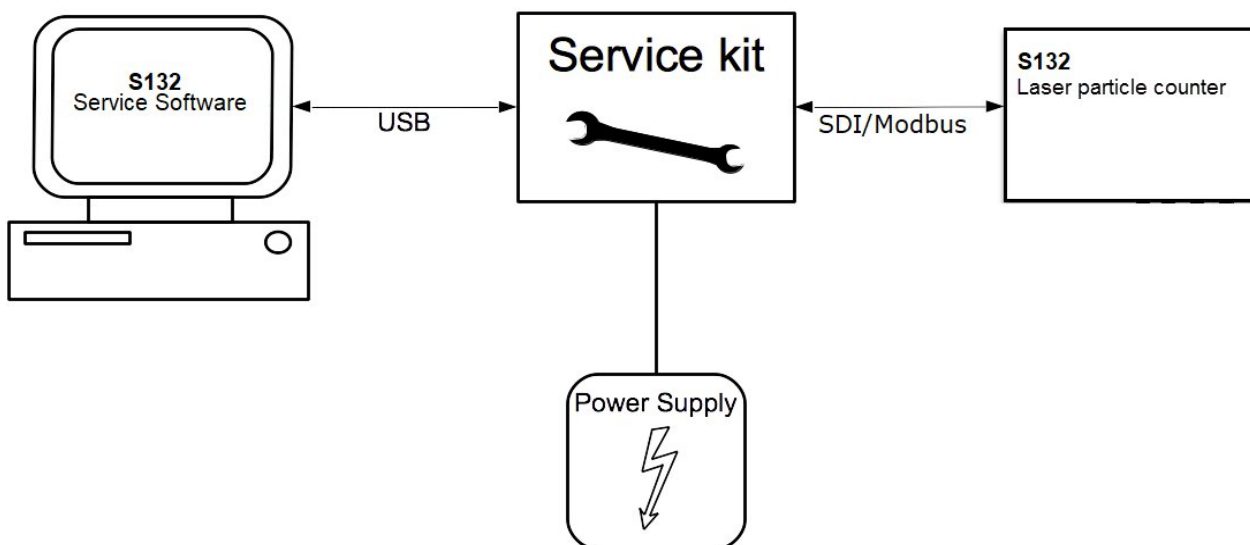 S132
Service Software
USB
Service kit
SDI/Modbus
S132
Laser particle counter
Power Supply